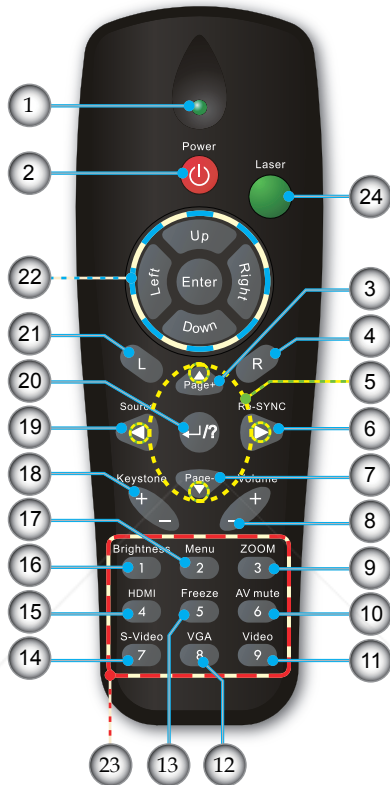 1
Power
2
Laser
24
Up
22
Left
Enter
Right
3
Down
21
L
R
4
Page+
20
5
Source
Re-SYNC
19
↵/?
6
18
Keystone
Page-
Volume
7
+
+
17
−
−
8
Brightness
Menu
ZOOM
16
1
2
3
9
HDMI
Freeze
AV mute
15
4
5
6
10
S-Video
VGA
Video
14
7
8
9
11
23
13
12